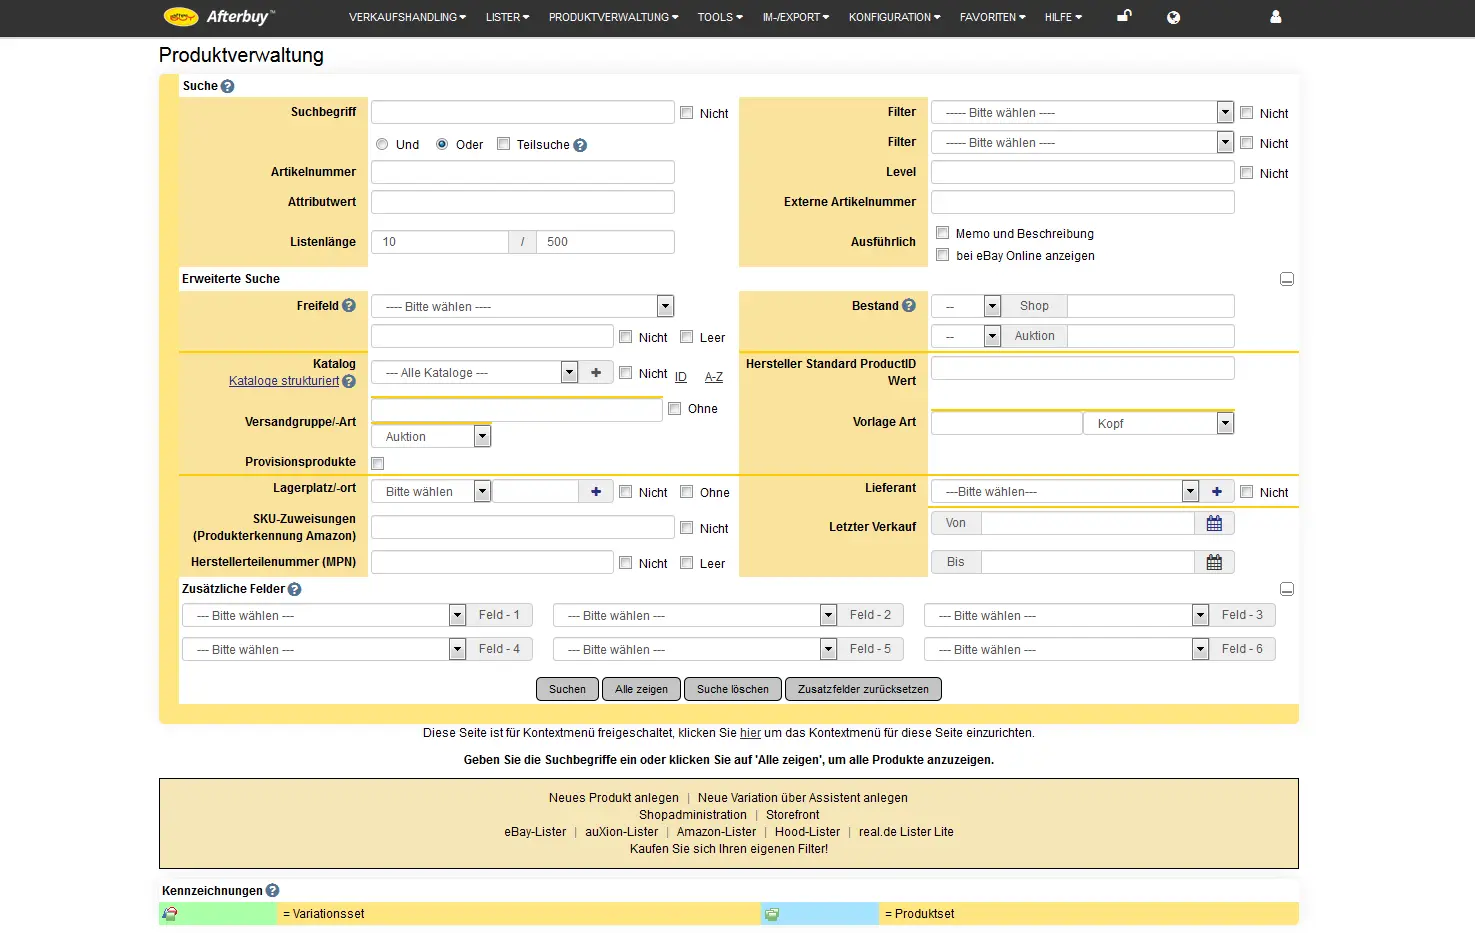 Afterbuy™ VERKAUFSHANDLING LISTER PRODUKTVERWALTUNG TOOLS IM-/EXPORT KONFIGURATION FAVORITEN HILFE
Produktverwaltung
Suche ?
Suchbegriff Nicht Filter ----- Bitte wählen ---- Nicht
Und Oder Teilsuche ? Filter ----- Bitte wählen ---- Nicht
Artikelnummer Level Nicht
Attributwert Externe Artikelnummer
Listenlänge 10 / 500 Ausführlich Memo und Beschreibung
bei eBay Online anzeigen
Erweiterte Suche
Freifeld ? ---- Bitte wählen ---- Bestand ? -- Shop
Nicht Leer -- Auktion
Katalog --- Alle Kataloge --- + Nicht ID A-Z Hersteller Standard ProductID
Kataloge strukturiert ? Wert
Ohne
Versandgruppe/-Art Vorlage Art Kopf
Auktion
Provisionsprodukte
Lagerplatz/-ort Bitte wählen + Nicht Ohne Lieferant ---Bitte wählen--- + Nicht
SKU-Zuweisungen Letzter Verkauf Von
(Produkterkennung Amazon) Nicht
Herstellerteilenummer (MPN) Nicht Leer Bis
Zusätzliche Felder ?
--- Bitte wählen --- Feld - 1 --- Bitte wählen --- Feld - 2 --- Bitte wählen --- Feld - 3
--- Bitte wählen --- Feld - 4 --- Bitte wählen --- Feld - 5 --- Bitte wählen --- Feld - 6
Suchen Alle zeigen Suche löschen Zusatzfelder zurücksetzen
Diese Seite ist für Kontextmenü freigeschaltet, klicken Sie hier um das Kontextmenü für diese Seite einzurichten.
Geben Sie die Suchbegriffe ein oder klicken Sie auf 'Alle zeigen', um alle Produkte anzuzeigen.
Neues Produkt anlegen | Neue Variation über Assistent anlegen
Shopadministration | Storefront
eBay-Lister | auXion-Lister | Amazon-Lister | Hood-Lister | real.de Lister Lite
Kaufen Sie sich Ihren eigenen Filter!
Kennzeichnungen ?
= Variationsset = Produktset